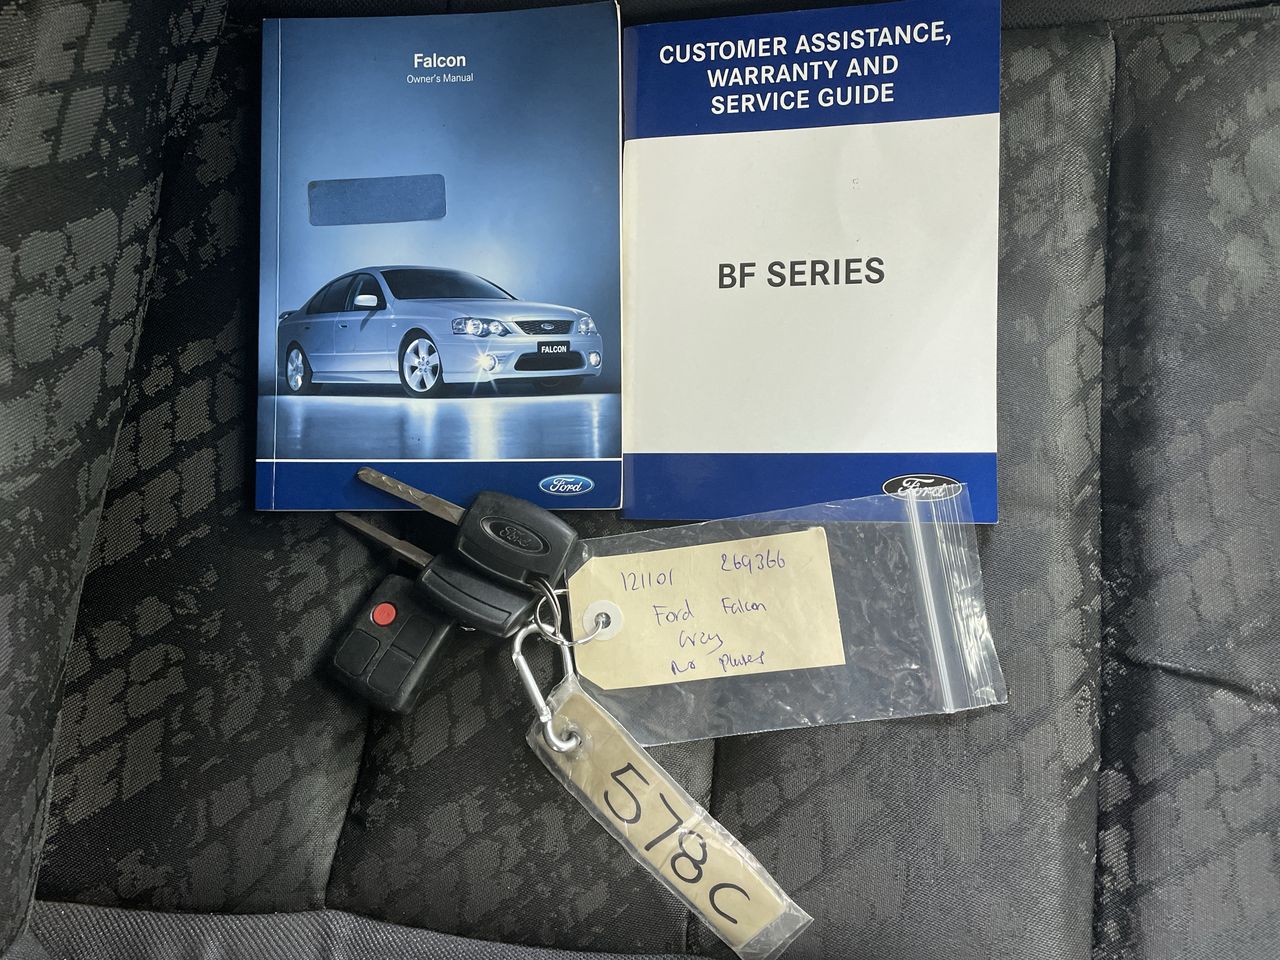 Falcon
Owner's Manual
FALCON
Ford
CUSTOMER ASSISTANCE,
WARRANTY AND
SERVICE GUIDE
BF SERIES
Ford
Ford
121101 269366
Ford Falcon
Grey
No plates
578C